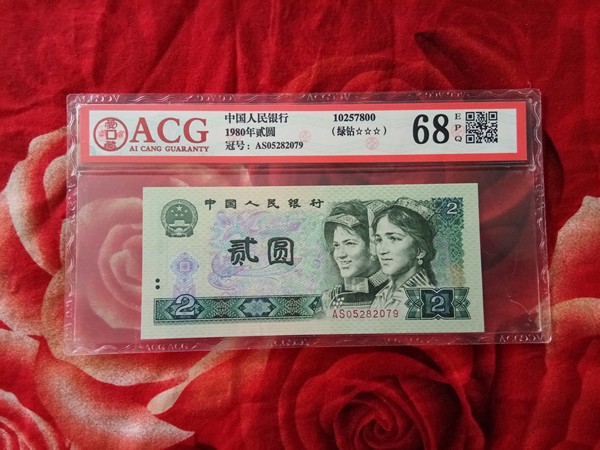 ACG
AI CANG GUARANTY
中国人民银行
1980年贰圆
冠号:AS05282079
10257800
(绿钻☆☆☆)
68
EPQ
中国人民银行
2
贰圆
2
2
AS05282079